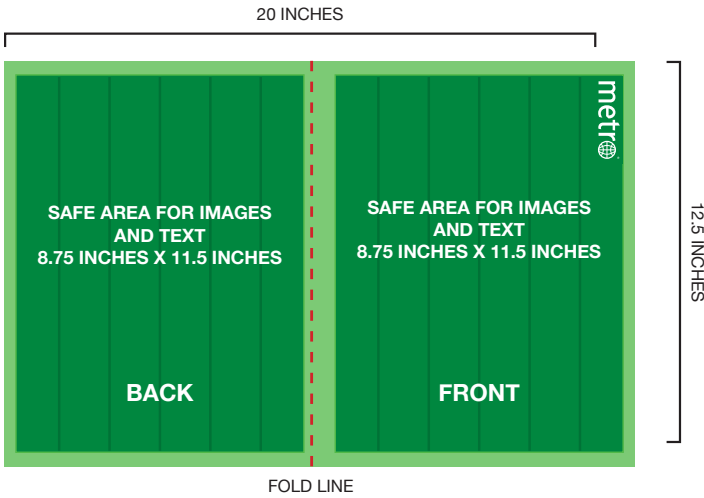 20 INCHES
metro
SAFE AREA FOR IMAGES
AND TEXT
8.75 INCHES X 11.5 INCHES
BACK
SAFE AREA FOR IMAGES
AND TEXT
8.75 INCHES X 11.5 INCHES
FRONT
12.5 INCHES
FOLD LINE